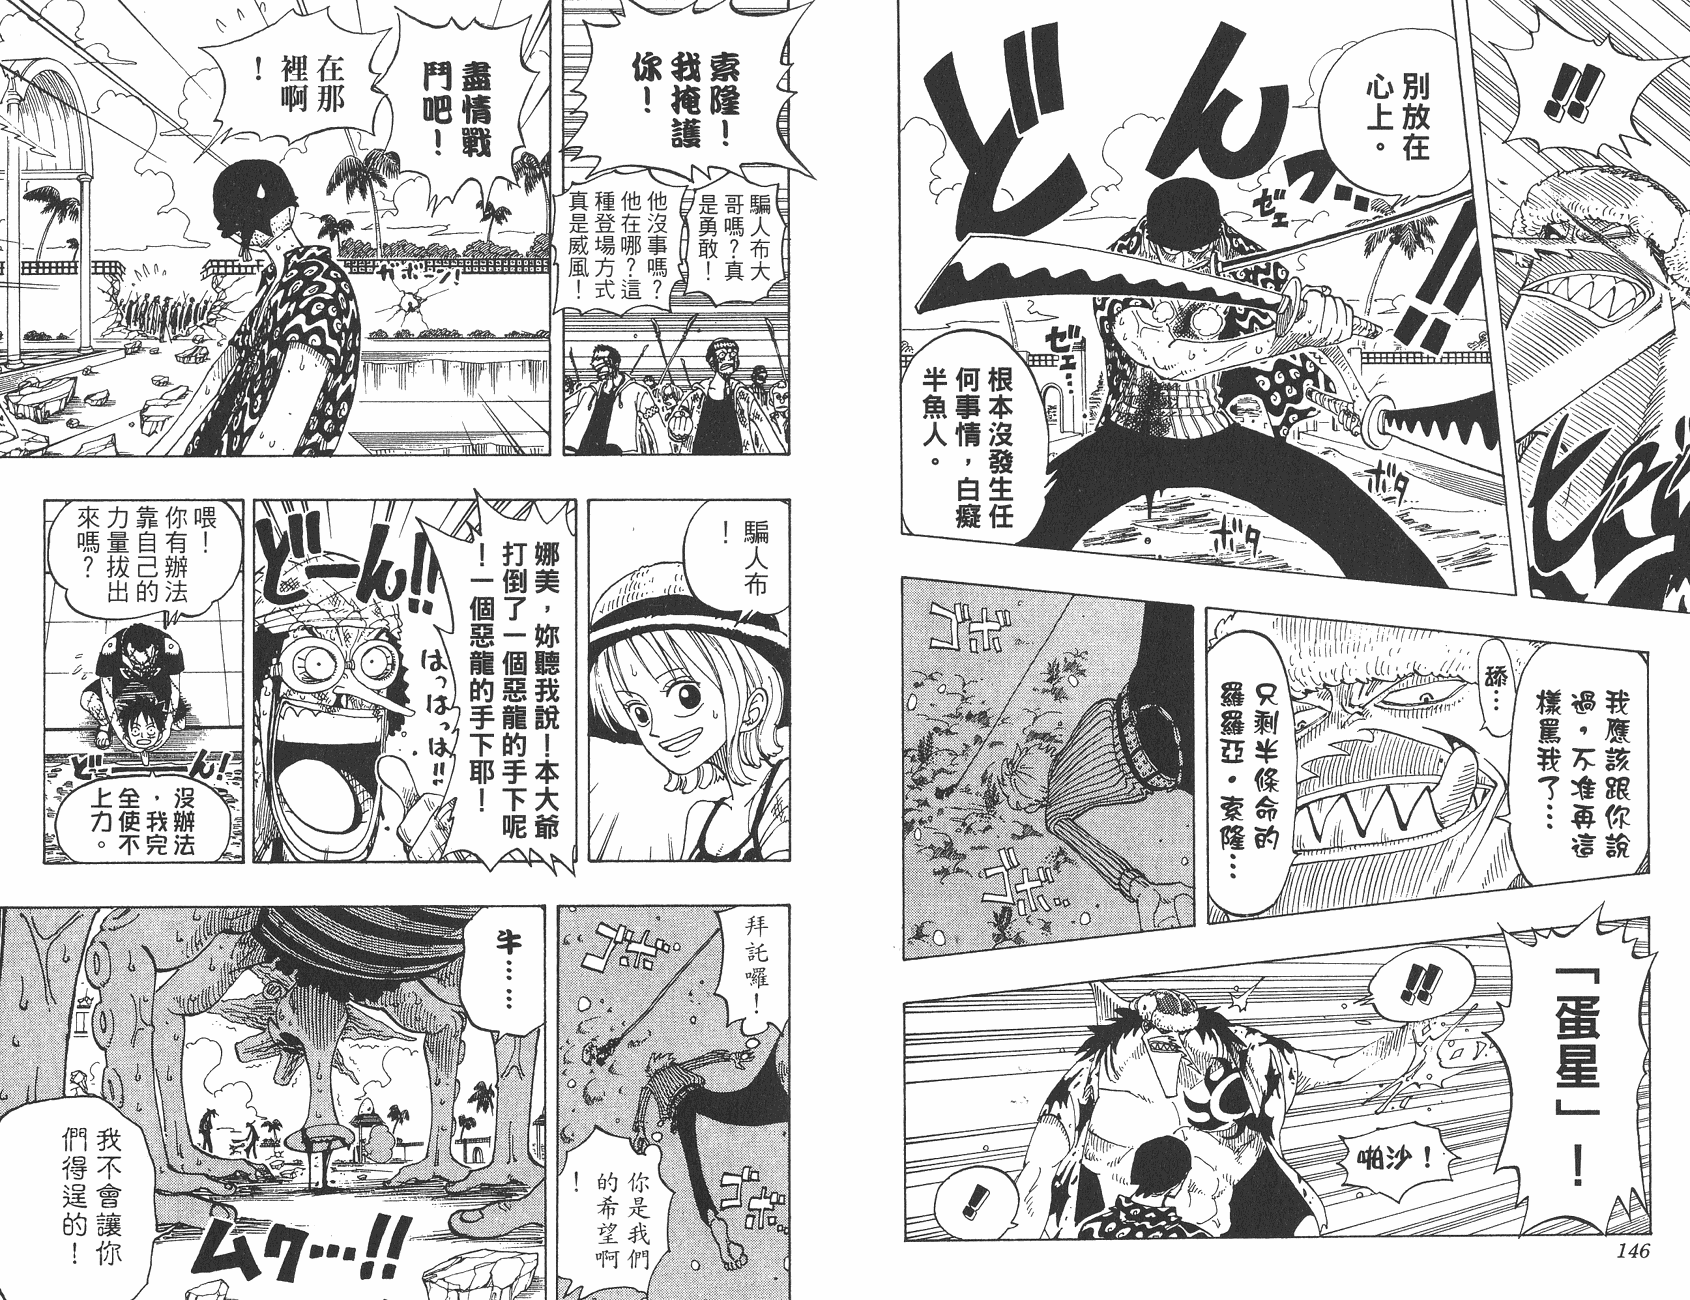 !!
別放在
心上。
どんっ…!!
ゼェ
ゼェ…
ボタ
ボタ
根本沒發生任
何事情，白癡
半魚人。
我應該跟你說
過，不准再這
樣罵我了…
舔…
只剩半條命的
羅羅亞・索隆…
ゴボ
ゴボ
「蛋星」！
!!
啪沙！
!!
146
索隆！
我掩護
你！
騙人布大
哥嗎？真
是勇敢！
他沒事嗎？
他在哪？這
種登場方式
真是威風！
盡情戰
鬥吧！
在那
裡啊
！
ガボーン!
騙人布
！
娜美，妳聽我說！本大爺
打倒了一個惡龍的手下呢
！一個惡龍的手下耶！
どーん!!
はっはっは!!
喂！
你有辦法
靠自己的
力量拔出
來嗎？
どーーん!
沒辦法
，我完
全使不
上力。
拜託囉！
ゴボ
ゴボ
你是我們
的希望啊
！
牛……
ムク…!!
我不會讓你
們得逞的！